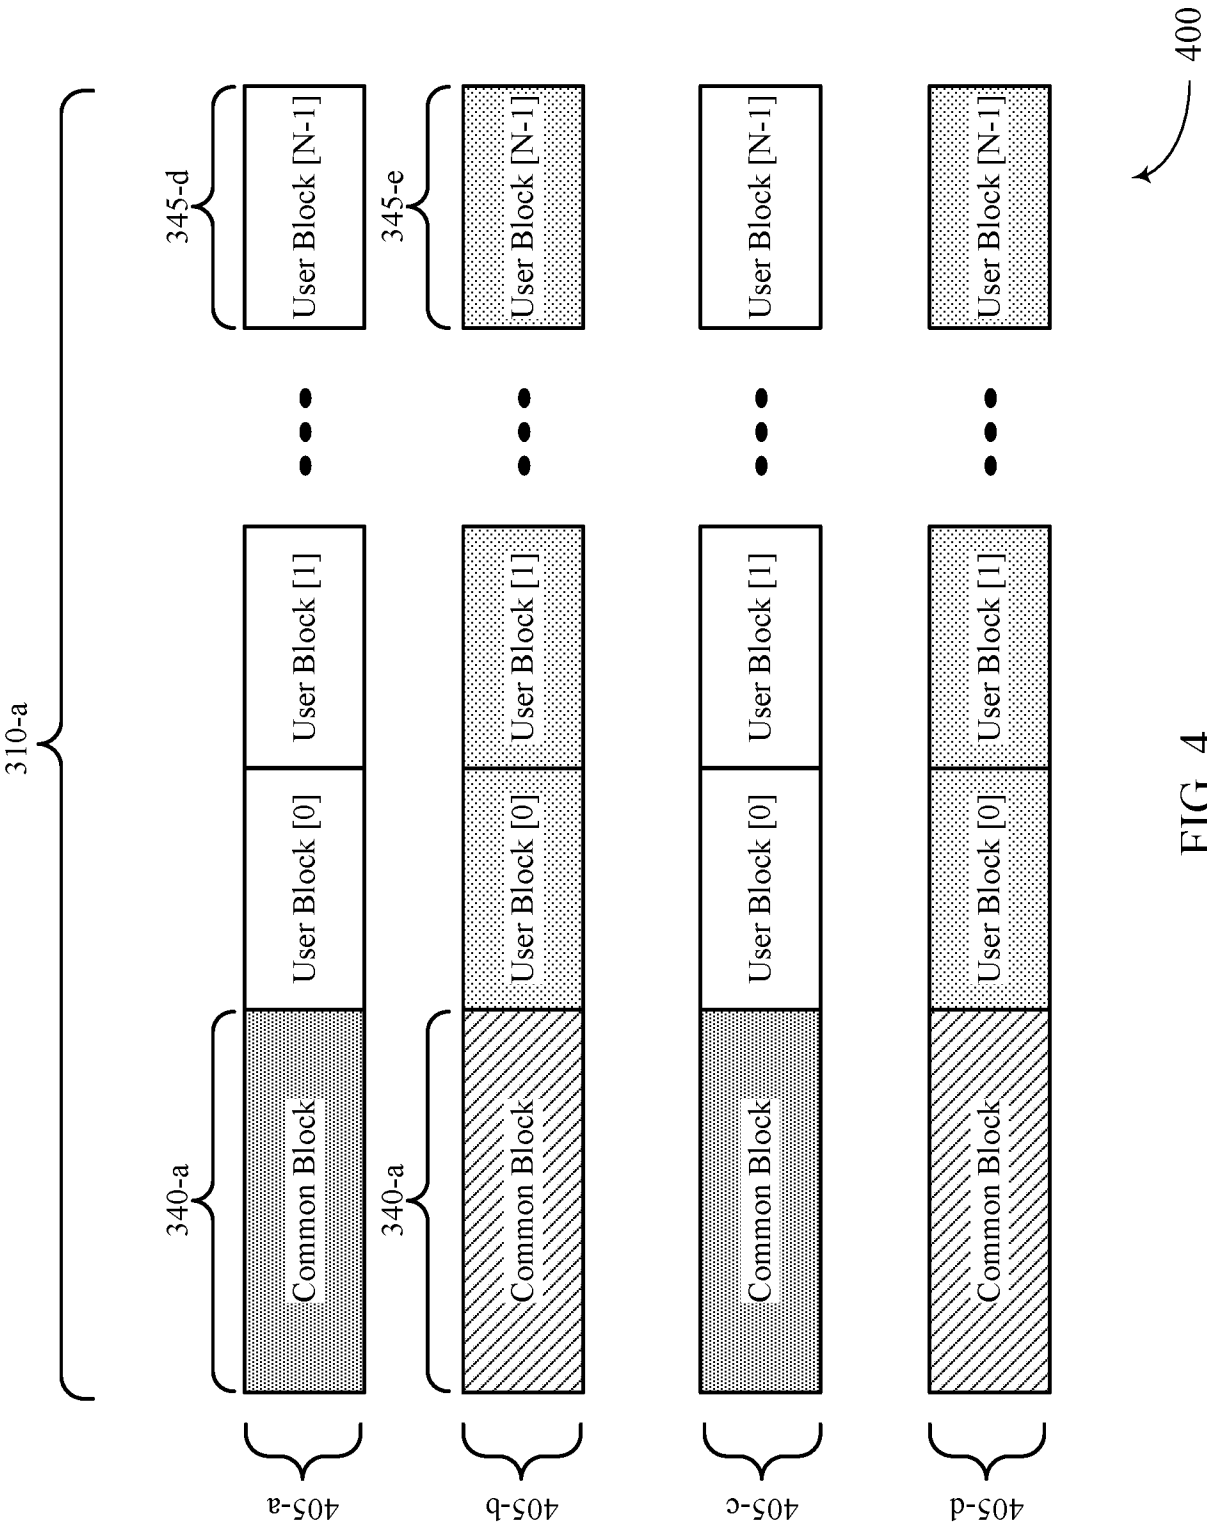 310-a
340-a
345-d
405-a
Common Block
User Block [0]
User Block [1]
User Block [N-1]
340-a
345-e
405-b
Common Block
User Block [0]
User Block [1]
User Block [N-1]
405-c
Common Block
User Block [0]
User Block [1]
User Block [N-1]
405-d
Common Block
User Block [0]
User Block [1]
User Block [N-1]
400
FIG. 4